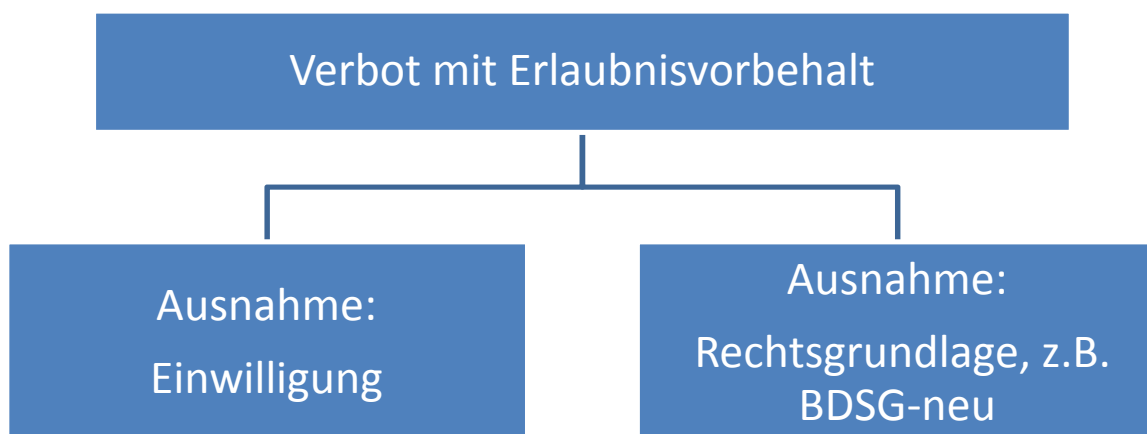 Verbot mit Erlaubnisvorbehalt
Ausnahme:
Einwilligung
Ausnahme:
Rechtsgrundlage, z.B.
BDSG-neu